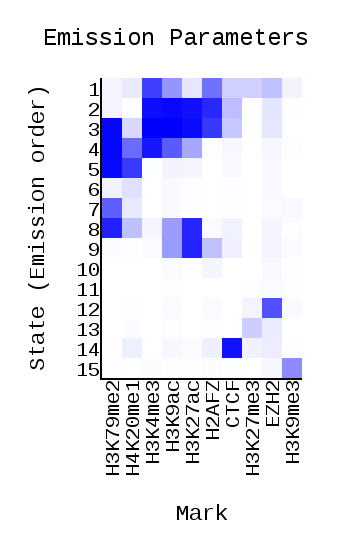 Emission Parameters
State (Emission order)
1
2
3
4
5
6
7
8
9
10
11
12
13
14
15
H3K79me2
H4K20me1
H3K4me3
H3K9ac
H3K27ac
H2AFZ
CTCF
H3K27me3
EZH2
H3K9me3
Mark